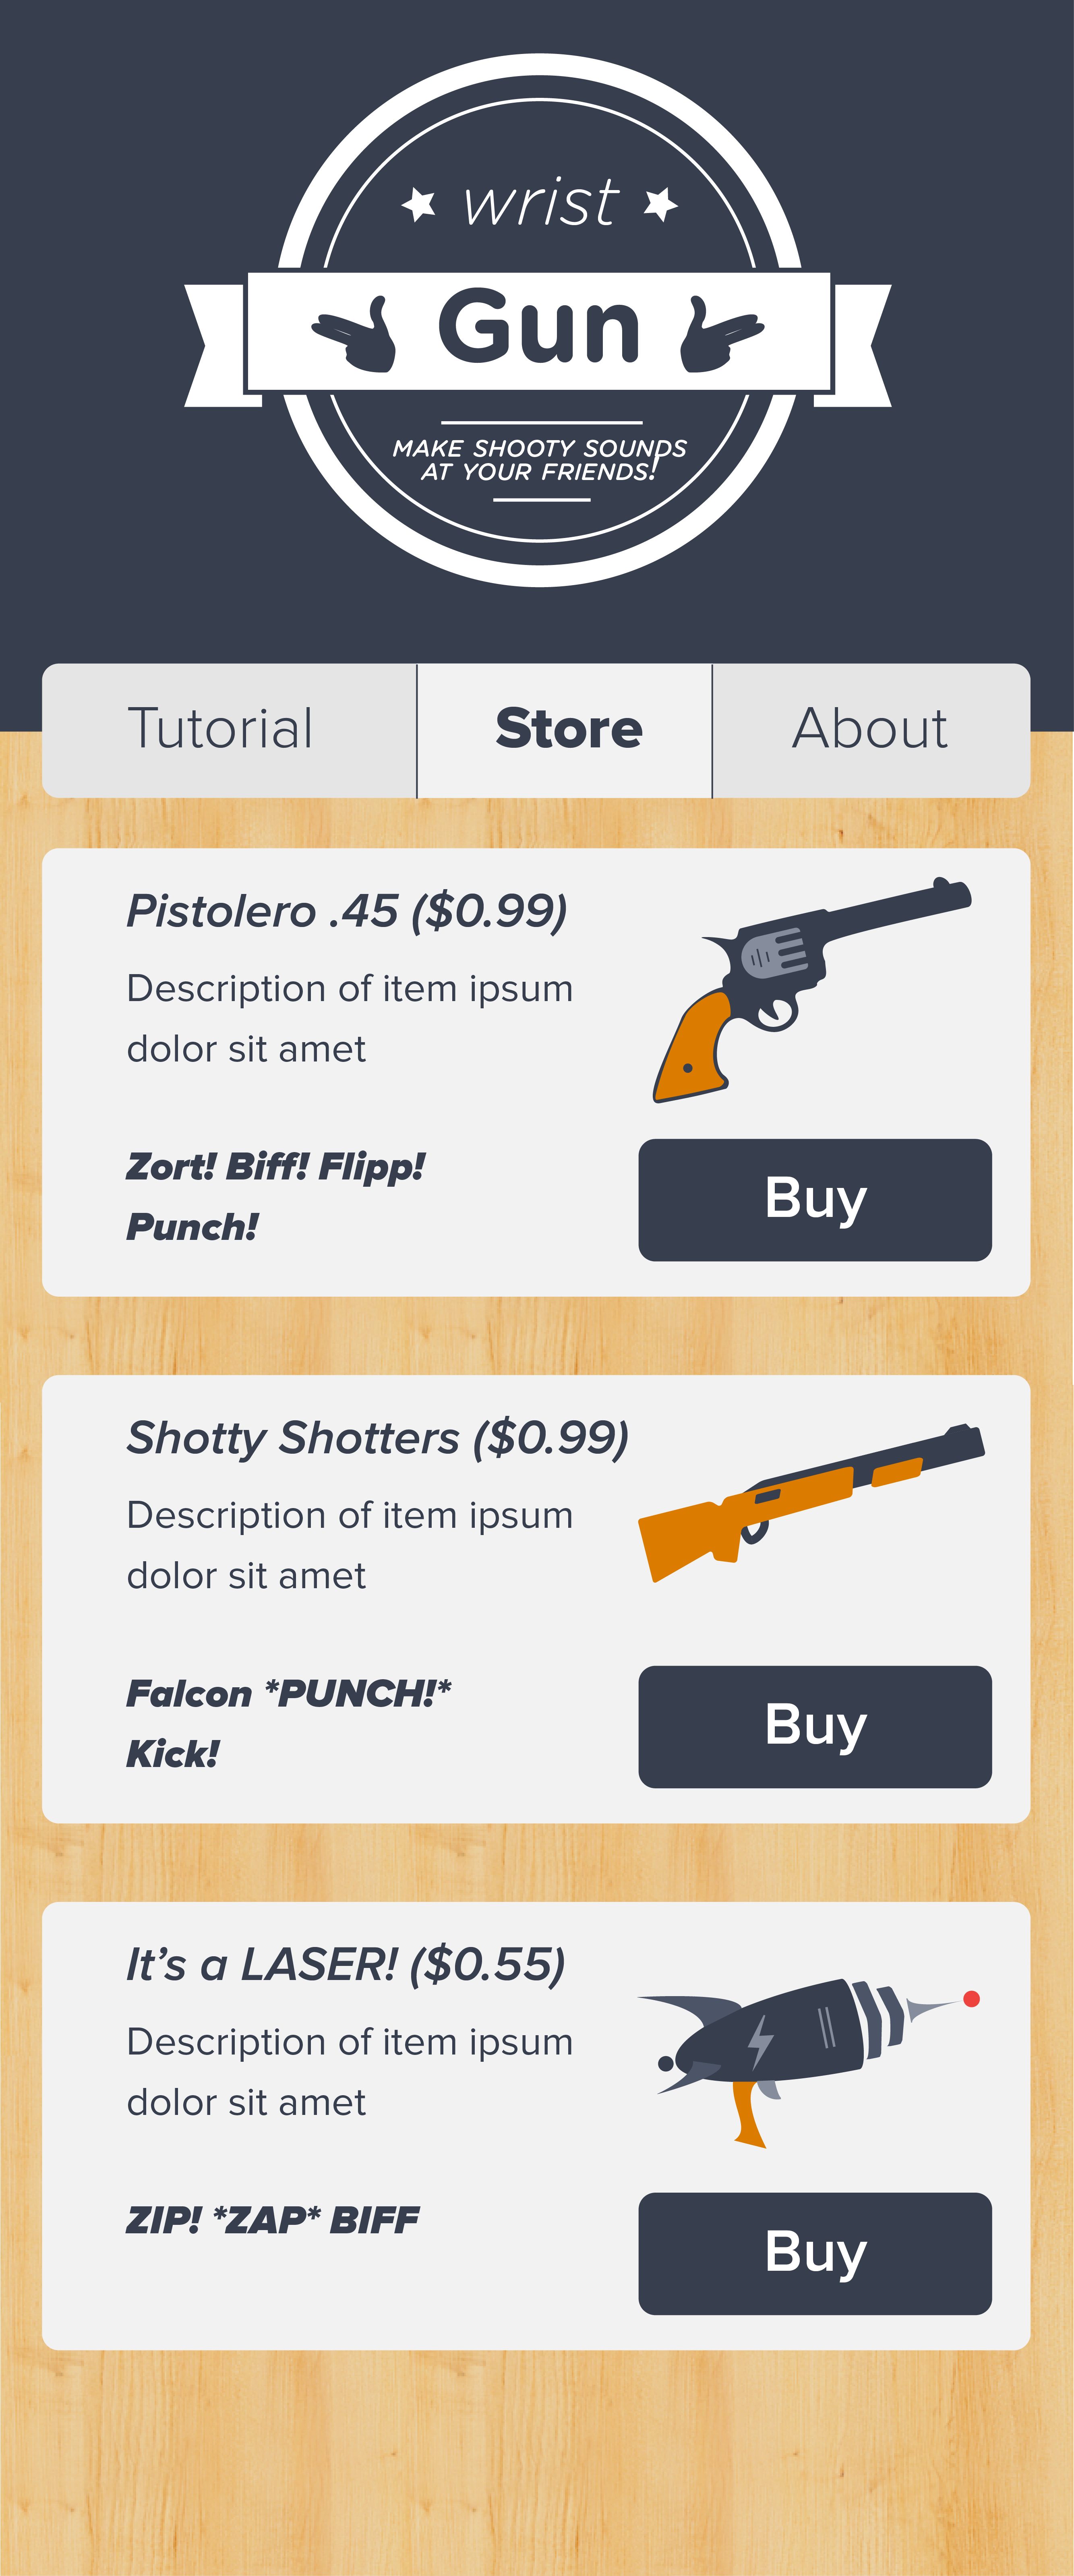 wrist
Gun
MAKE SHOOTY SOUNDS
AT YOUR FRIENDS!
Tutorial Store About
Pistolero .45 ($0.99)
Description of item ipsum
dolor sit amet
Zort! Biff! Flipp!
Punch!
Buy
Shotty Shotters ($0.99)
Description of item ipsum
dolor sit amet
Falcon *PUNCH!*
Kick!
Buy
It’s a LASER! ($0.55)
Description of item ipsum
dolor sit amet
ZIP! *ZAP* BIFF
Buy